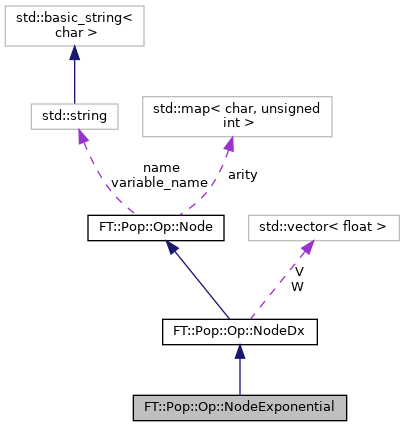 std::basic_string<
char >
std::string
std::map< char, unsigned
int >
name
variable_name
arity
FT::Pop::Op::Node
std::vector< float >
V
W
FT::Pop::Op::NodeDx
FT::Pop::Op::NodeExponential